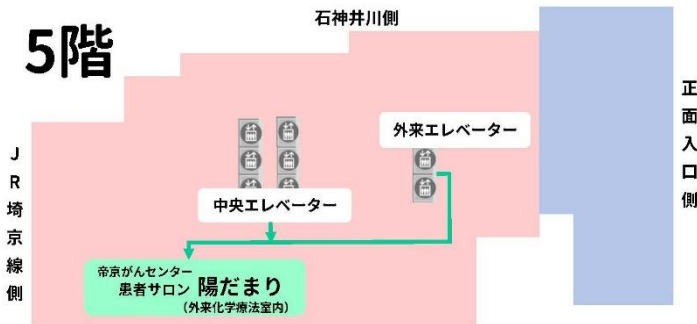 石神井川側
5階
正面入口側
外来エレベーター
JR埼京線側
中央エレベーター
帝京がんセンター
患者サロン 陽だまり
（外来化学療法室内）